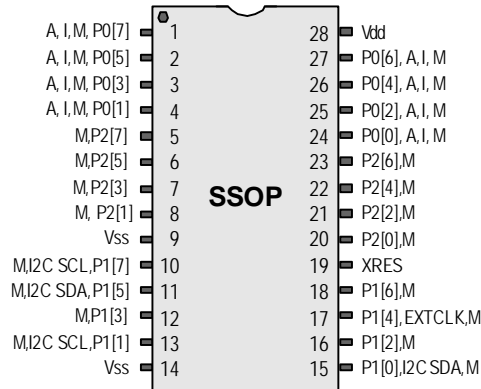 A, I, M, P0[7] 1 28 Vdd
A, I, M, P0[5] 2 27 P0[6], A, I, M
A, I, M, P0[3] 3 26 P0[4], A, I, M
A, I, M, P0[1] 4 25 P0[2], A, I, M
M,P2[7] 5 24 P0[0], A, I, M
M,P2[5] 6 23 P2[6],M
M,P2[3] 7 22 P2[4],M
SSOP
M, P2[1] 8 21 P2[2],M
Vss 9 20 P2[0],M
M,I2C SCL,P1[7] 10 19 XRES
M,I2C SDA,P1[5] 11 18 P1[6],M
M,P1[3] 12 17 P1[4],EXTCLK,M
M,I2C SCL,P1[1] 13 16 P1[2],M
Vss 14 15 P1[0],I2C SDA,M